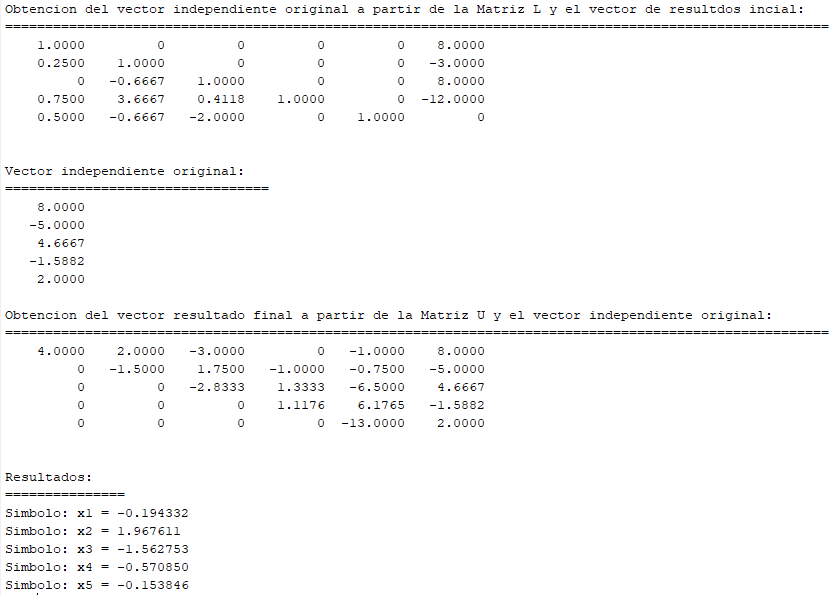 Obtencion del vector independiente original a partir de la Matriz L y el vector de resultdos incial:
=======================================================================================================
1.0000 0 0 0 0 8.0000
0.2500 1.0000 0 0 0 -3.0000
0 -0.6667 1.0000 0 0 8.0000
0.7500 3.6667 0.4118 1.0000 0 -12.0000
0.5000 -0.6667 -2.0000 0 1.0000 0
Vector independiente original:
=================================
8.0000
-5.0000
4.6667
-1.5882
2.0000
Obtencion del vector resultado final a partir de la Matriz U y el vector independiente original:
=======================================================================================================
4.0000 2.0000 -3.0000 0 -1.0000 8.0000
0 -1.5000 1.7500 -1.0000 -0.7500 -5.0000
0 0 -2.8333 1.3333 -6.5000 4.6667
0 0 0 1.1176 6.1765 -1.5882
0 0 0 0 -13.0000 2.0000
Resultados:
===============
Simbolo: x1 = -0.194332
Simbolo: x2 = 1.967611
Simbolo: x3 = -1.562753
Simbolo: x4 = -0.570850
Simbolo: x5 = -0.153846